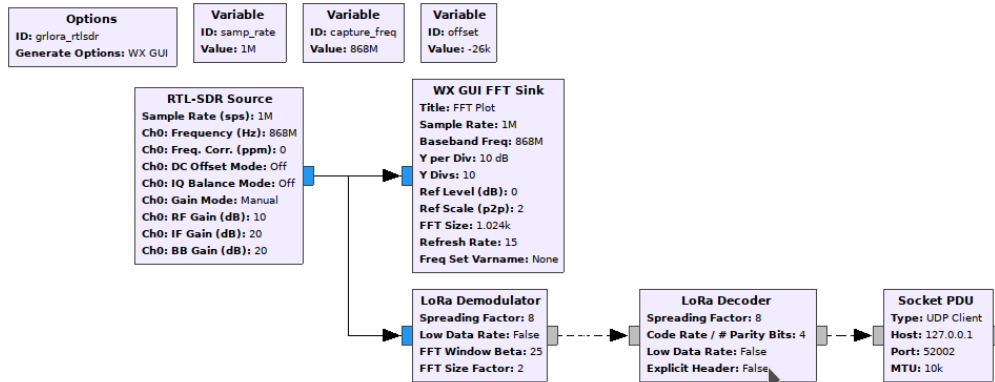 Options
ID: grlora_rtlsdr
Generate Options: WX GUI
Variable
ID: samp_rate
Value: 1M
Variable
ID: capture_freq
Value: 868M
Variable
ID: offset
Value: -26k
RTL-SDR Source
Sample Rate (sps): 1M
Ch0: Frequency (Hz): 868M
Ch0: Freq. Corr. (ppm): 0
Ch0: DC Offset Mode: Off
Ch0: IQ Balance Mode: Off
Ch0: Gain Mode: Manual
Ch0: RF Gain (dB): 10
Ch0: IF Gain (dB): 20
Ch0: BB Gain (dB): 20
WX GUI FFT Sink
Title: FFT Plot
Sample Rate: 1M
Baseband Freq: 868M
Y per Div: 10 dB
Y Divs: 10
Ref Level (dB): 0
Ref Scale (p2p): 2
FFT Size: 1.024k
Refresh Rate: 15
Freq Set Varname: None
LoRa Demodulator
Spreading Factor: 8
Low Data Rate: False
FFT Window Beta: 25
FFT Size Factor: 2
LoRa Decoder
Spreading Factor: 8
Code Rate / # Parity Bits: 4
Low Data Rate: False
Explicit Header: False
Socket PDU
Type: UDP Client
Host: 127.0.0.1
Port: 52002
MTU: 10k